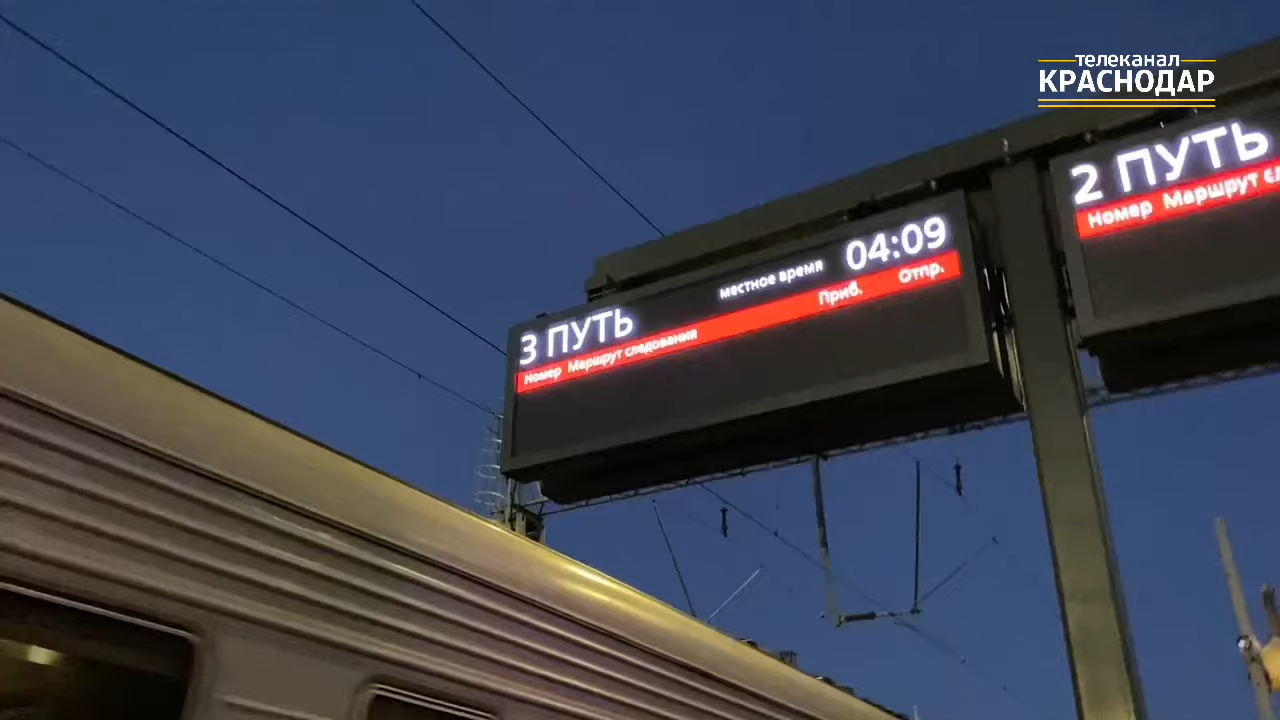 телеканал
КРАСНОДАР
3 ПУТЬ
местное время
04:09
Номер Маршрут следования
Приб. Отпр.
2 ПУТЬ
Номер Маршрут